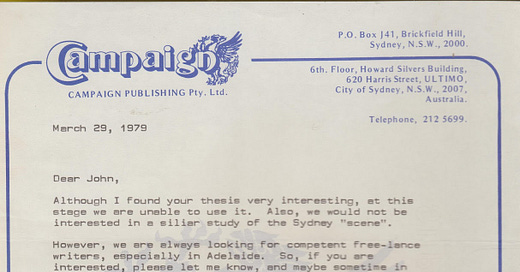 Campaign
CAMPAIGN PUBLISHING Pty. Ltd.
P.O. Box J41, Brickfield Hill,
Sydney, N.S.W., 2000.
6th. Floor, Howard Silvers Building,
620 Harris Street, ULTIMO,
City of Sydney, N.S.W., 2007,
Australia.
Telephone, 212 5699.
March 29, 1979
Dear John,
Although I found your thesis very interesting, at this
stage we are unable to use it.  Also, we would not be
interested in a siliar study of the Sydney "scene".
However, we are always looking for competent free-lance
writers, especially in Adelaide.  So, if you are
interested, please let me know, and maybe sometime in